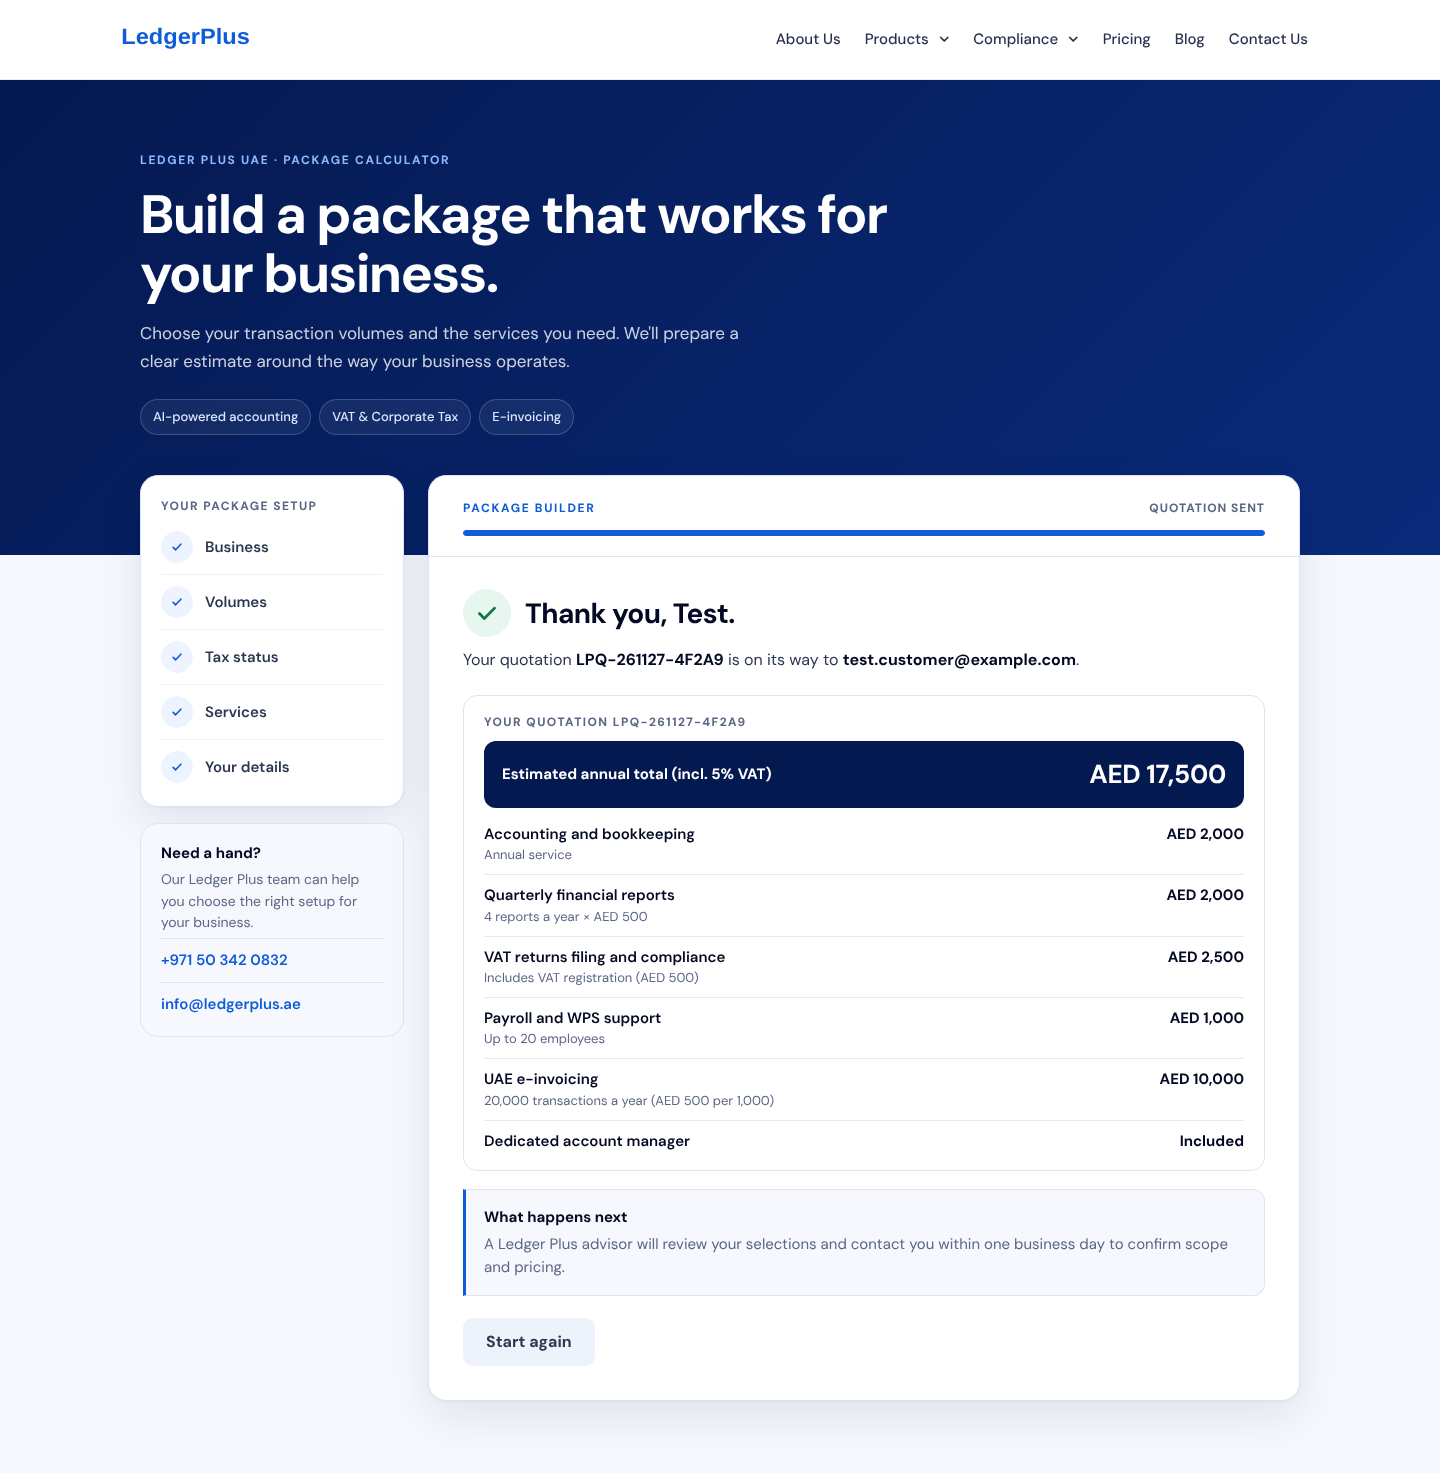 LedgerPlus
About Us
Products
Compliance
Pricing
Blog
Contact Us
LEDGER PLUS UAE · PACKAGE CALCULATOR
Build a package that works for
your business.
Choose your transaction volumes and the services you need. We'll prepare a
clear estimate around the way your business operates.
AI-powered accounting
VAT & Corporate Tax
E-invoicing
YOUR PACKAGE SETUP
Business
Volumes
Tax status
Services
Your details
Need a hand?
Our Ledger Plus team can help
you choose the right setup for
your business.
+971 50 342 0832
info@ledgerplus.ae
PACKAGE BUILDER
QUOTATION SENT
Thank you, Test.
Your quotation LPQ-261127-4F2A9 is on its way to test.customer@example.com.
YOUR QUOTATION LPQ-261127-4F2A9
Estimated annual total (incl. 5% VAT) AED 17,500
Accounting and bookkeeping AED 2,000
Annual service
Quarterly financial reports AED 2,000
4 reports a year × AED 500
VAT returns filing and compliance AED 2,500
Includes VAT registration (AED 500)
Payroll and WPS support AED 1,000
Up to 20 employees
UAE e-invoicing AED 10,000
20,000 transactions a year (AED 500 per 1,000)
Dedicated account manager Included
What happens next
A Ledger Plus advisor will review your selections and contact you within one business day to confirm scope
and pricing.
Start again